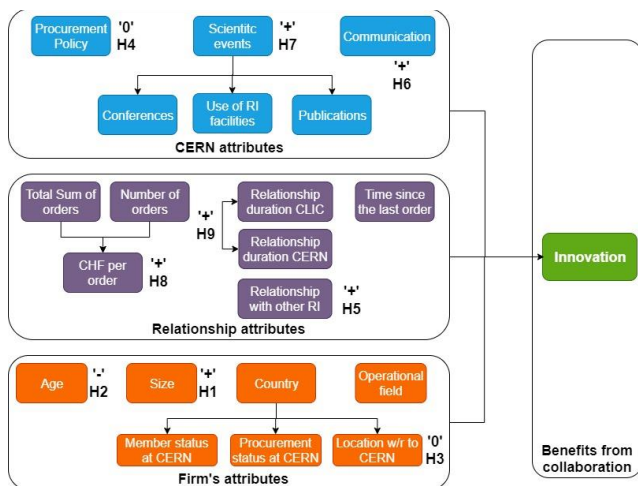 Procurement
Policy
'0'
H4
Scientitc
events
'+'
H7
Communication
'+'
H6
Conferences
Use of RI
facilities
Publications
CERN attributes
Total Sum of
orders
Number of
orders
'+'
H9
Relationship
duration CLIC
Time since
the last order
Relationship
duration CERN
CHF per
order
'+'
H8
Relationship
with other RI
'+'
H5
Relationship attributes
Innovation
Age
'-'
H2
Size
'+'
H1
Country
Operational
field
Member status
at CERN
Procurement
status at CERN
Location w/r to
CERN
'0'
H3
Firm's attributes
Benefits from
collaboration